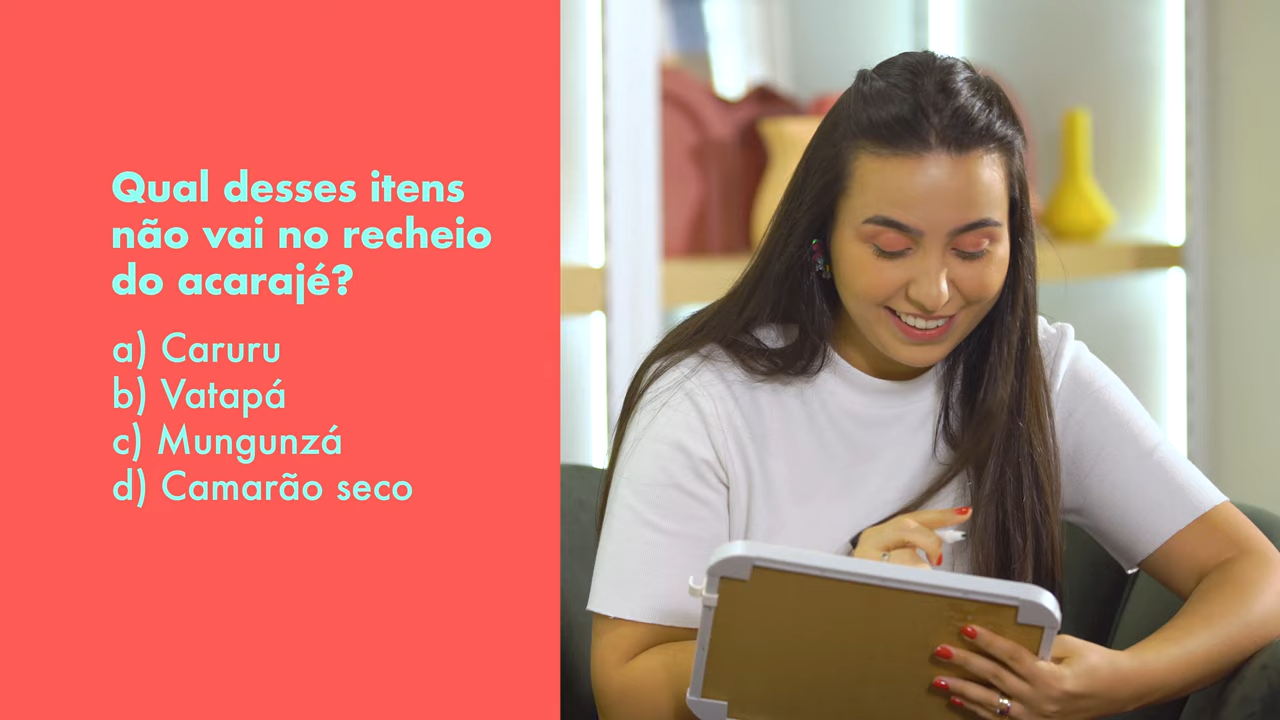 Qual desses itens
não vai no recheio
do acarajé?
a) Caruru
b) Vatapá
c) Mungunzá
d) Camarão seco